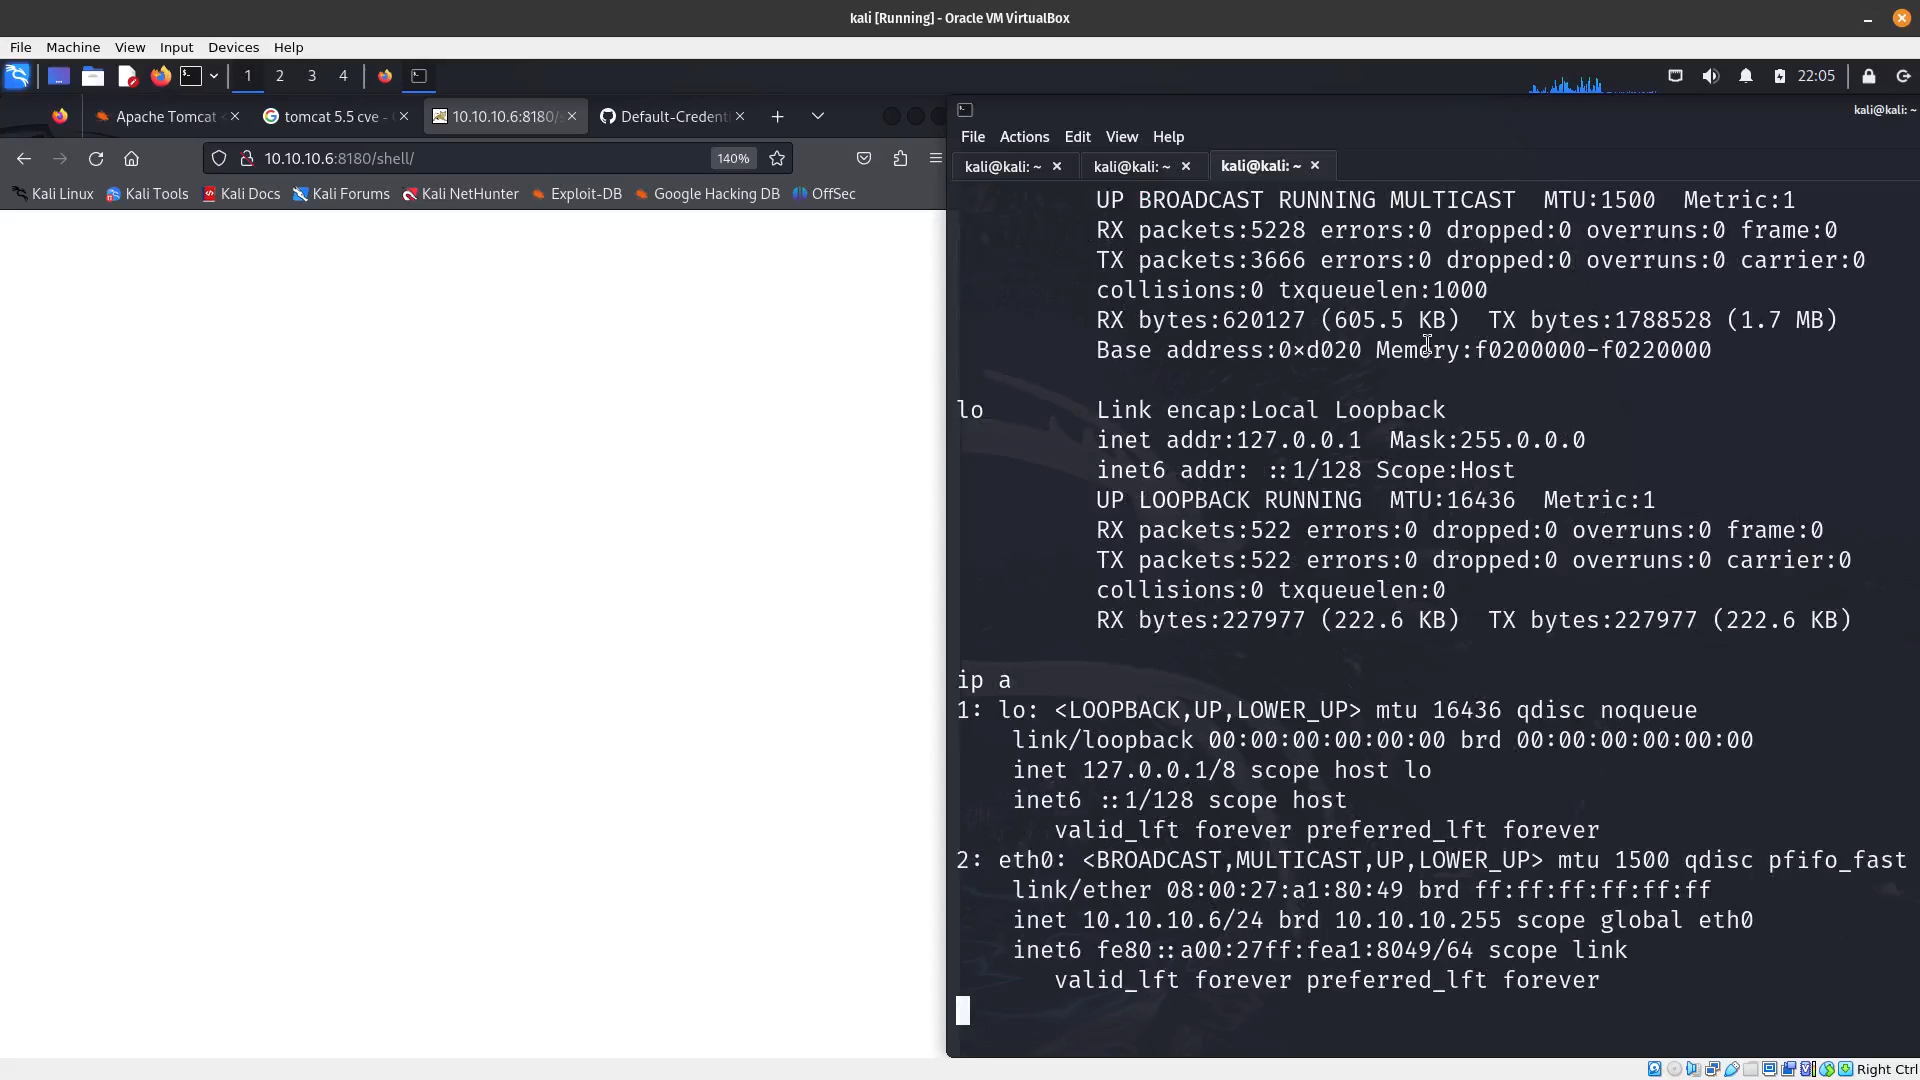 kali [Running] - Oracle VM VirtualBox
File Machine View Input Devices Help
1 2 3 4 22:05
Apache Tomcat tomcat 5.5 cve - 10.10.10.6:8180/s Default-Credent
10.10.10.6:8180/shell/ 140%
Kali Linux Kali Tools Kali Docs Kali Forums Kali NetHunter Exploit-DB Google Hacking DB OffSec
kali@kali: ~
File Actions Edit View Help
kali@kali: ~ kali@kali: ~ kali@kali: ~
UP BROADCAST RUNNING MULTICAST  MTU:1500  Metric:1
RX packets:5228 errors:0 dropped:0 overruns:0 frame:0
TX packets:3666 errors:0 dropped:0 overruns:0 carrier:0
collisions:0 txqueuelen:1000
RX bytes:620127 (605.5 KB)  TX bytes:1788528 (1.7 MB)
Base address:0×d020 Memory:f0200000-f0220000
lo        Link encap:Local Loopback
inet addr:127.0.0.1  Mask:255.0.0.0
inet6 addr: ::1/128 Scope:Host
UP LOOPBACK RUNNING  MTU:16436  Metric:1
RX packets:522 errors:0 dropped:0 overruns:0 frame:0
TX packets:522 errors:0 dropped:0 overruns:0 carrier:0
collisions:0 txqueuelen:0
RX bytes:227977 (222.6 KB)  TX bytes:227977 (222.6 KB)
ip a
1: lo: <LOOPBACK,UP,LOWER_UP> mtu 16436 qdisc noqueue
link/loopback 00:00:00:00:00:00 brd 00:00:00:00:00:00
inet 127.0.0.1/8 scope host lo
inet6 ::1/128 scope host
valid_lft forever preferred_lft forever
2: eth0: <BROADCAST,MULTICAST,UP,LOWER_UP> mtu 1500 qdisc pfifo_fast
link/ether 08:00:27:a1:80:49 brd ff:ff:ff:ff:ff:ff
inet 10.10.10.6/24 brd 10.10.10.255 scope global eth0
inet6 fe80::a00:27ff:fea1:8049/64 scope link
valid_lft forever preferred_lft forever
Right Ctrl